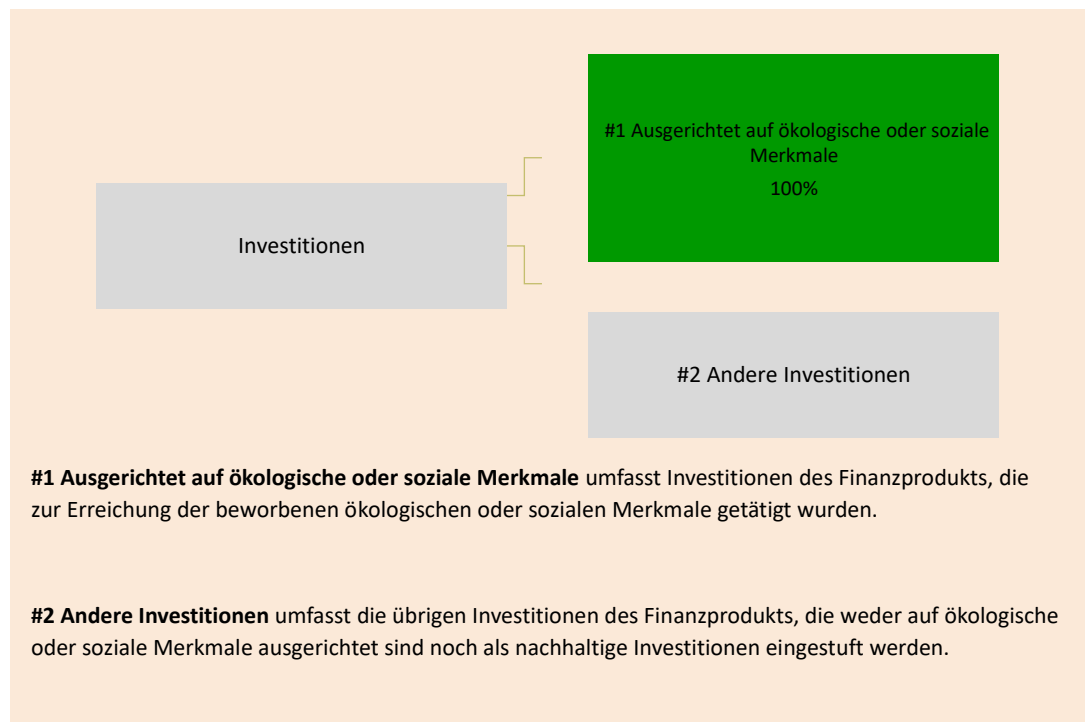 #1 Ausgerichtet auf ökologische oder soziale
Merkmale
100%
Investitionen
#2 Andere Investitionen
#1 Ausgerichtet auf ökologische oder soziale Merkmale umfasst Investitionen des Finanzprodukts, die
zur Erreichung der beworbenen ökologischen oder sozialen Merkmale getätigt wurden.
#2 Andere Investitionen umfasst die übrigen Investitionen des Finanzprodukts, die weder auf ökologische
oder soziale Merkmale ausgerichtet sind noch als nachhaltige Investitionen eingestuft werden.